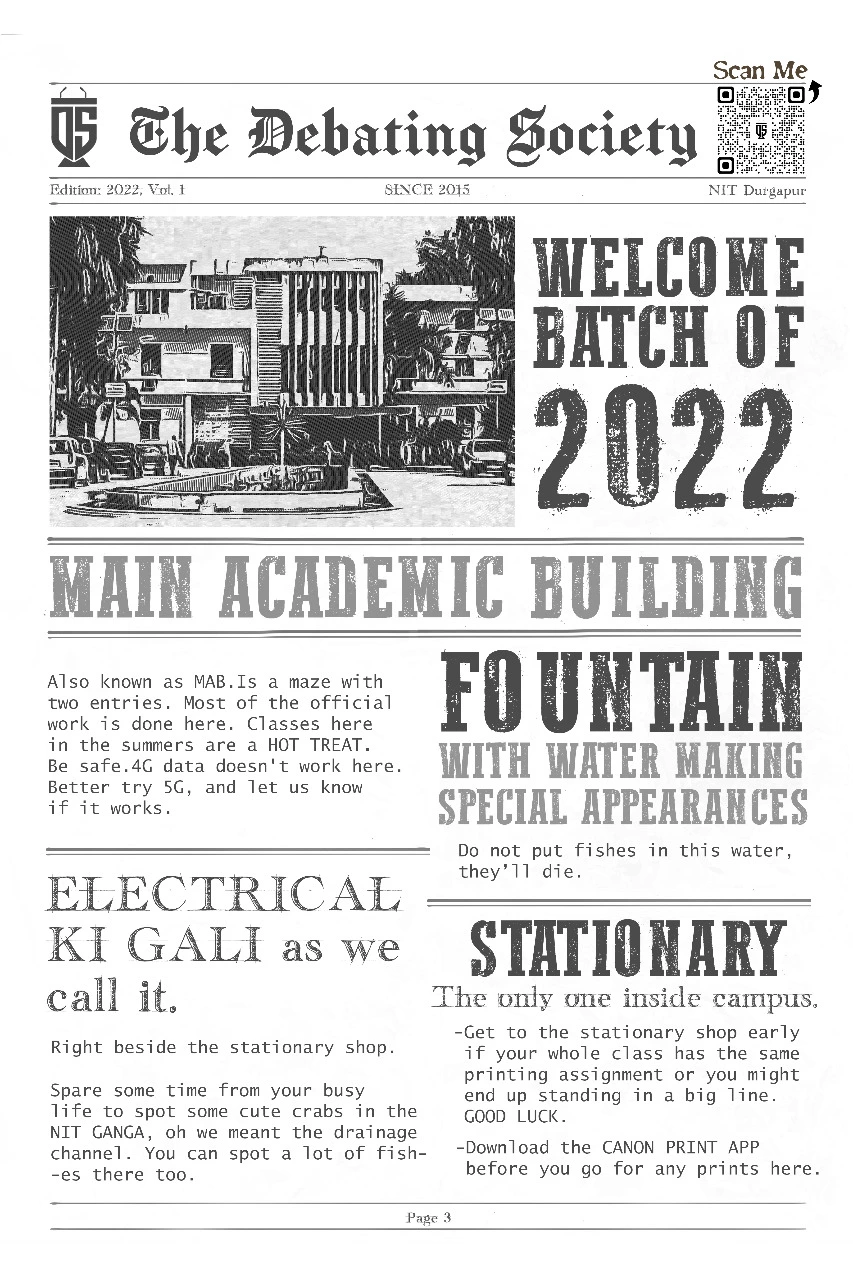 Scan Me
DS
The Debating Society
Edition: 2022, Vol. 1
SINCE 2015
NIT Durgapur
WELCOME
BATCH OF
2022
MAIN ACADEMIC BUILDING
Also known as MAB.Is a maze with
two entries. Most of the official
work is done here. Classes here
in the summers are a HOT TREAT.
Be safe.4G data doesn't work here.
Better try 5G, and let us know
if it works.
FOUNTAIN
WITH WATER MAKING
SPECIAL APPEARANCES
Do not put fishes in this water,
they’ll die.
ELECTRICAL
KI GALI as we
call it.
Right beside the stationary shop.
Spare some time from your busy
life to spot some cute crabs in the
NIT GANGA, oh we meant the drainage
channel. You can spot a lot of fish-
-es there too.
STATIONARY
The only one inside campus.
-Get to the stationary shop early
if your whole class has the same
printing assignment or you might
end up standing in a big line.
GOOD LUCK.
-Download the CANON PRINT APP
before you go for any prints here.
Page 3